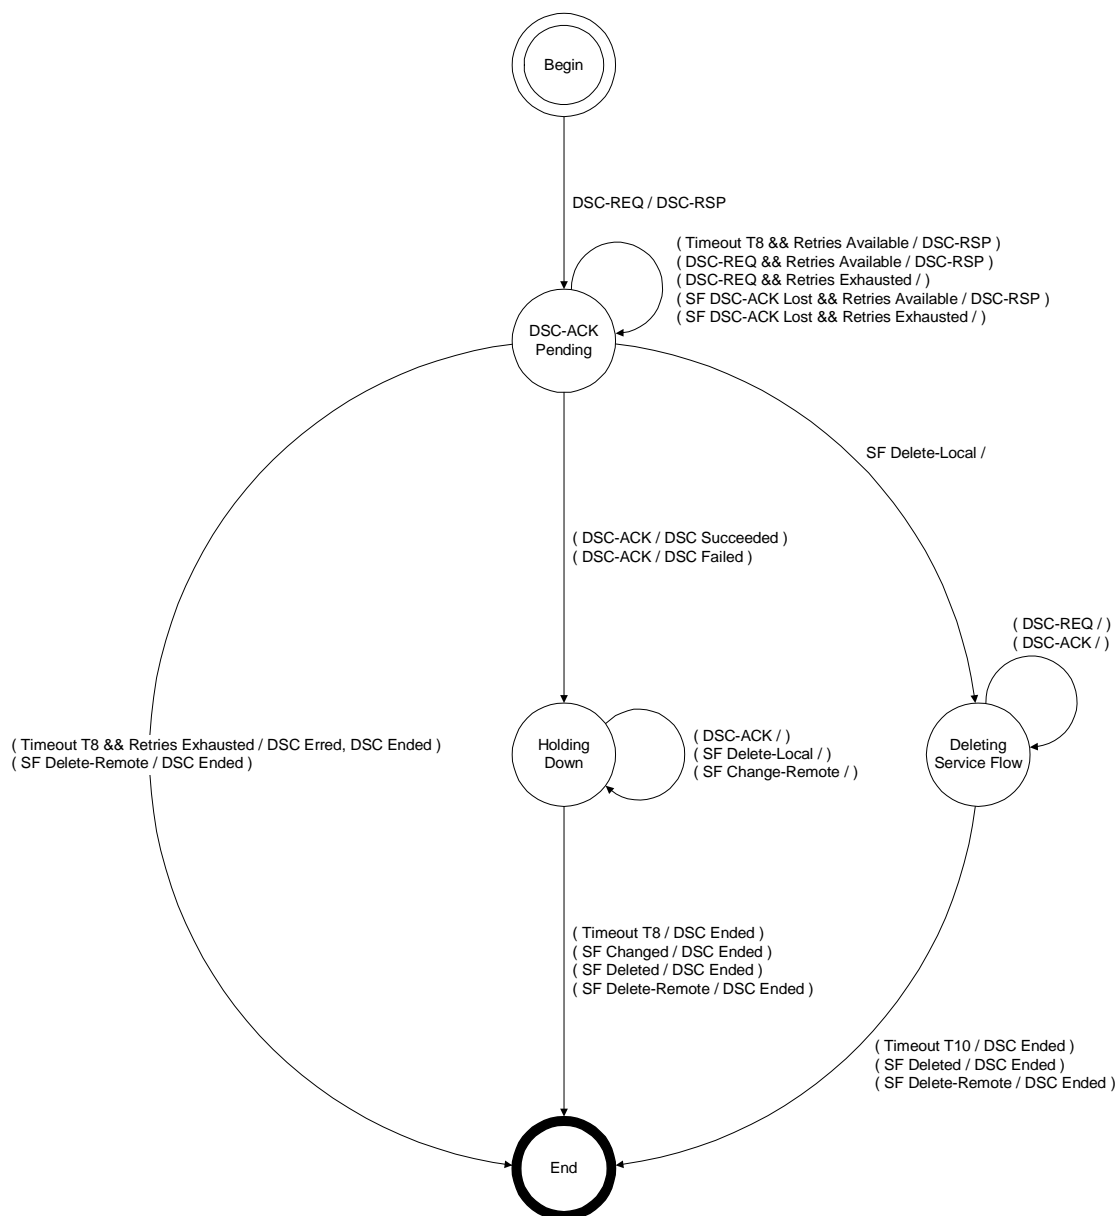 Begin
DSC-REQ / DSC-RSP
( Timeout T8 && Retries Available / DSC-RSP )
( DSC-REQ && Retries Available / DSC-RSP )
( DSC-REQ && Retries Exhausted / )
( SF DSC-ACK Lost && Retries Available / DSC-RSP )
( SF DSC-ACK Lost && Retries Exhausted / )
DSC-ACK
Pending
SF Delete-Local /
( DSC-ACK / DSC Succeeded )
( DSC-ACK / DSC Failed )
( DSC-REQ / )
( DSC-ACK / )
( Timeout T8 && Retries Exhausted / DSC Erred, DSC Ended )
( SF Delete-Remote / DSC Ended )
Holding
Down
( DSC-ACK / )
( SF Delete-Local / )
( SF Change-Remote / )
Deleting
Service Flow
( Timeout T8 / DSC Ended )
( SF Changed / DSC Ended )
( SF Deleted / DSC Ended )
( SF Delete-Remote / DSC Ended )
( Timeout T10 / DSC Ended )
( SF Deleted / DSC Ended )
( SF Delete-Remote / DSC Ended )
End